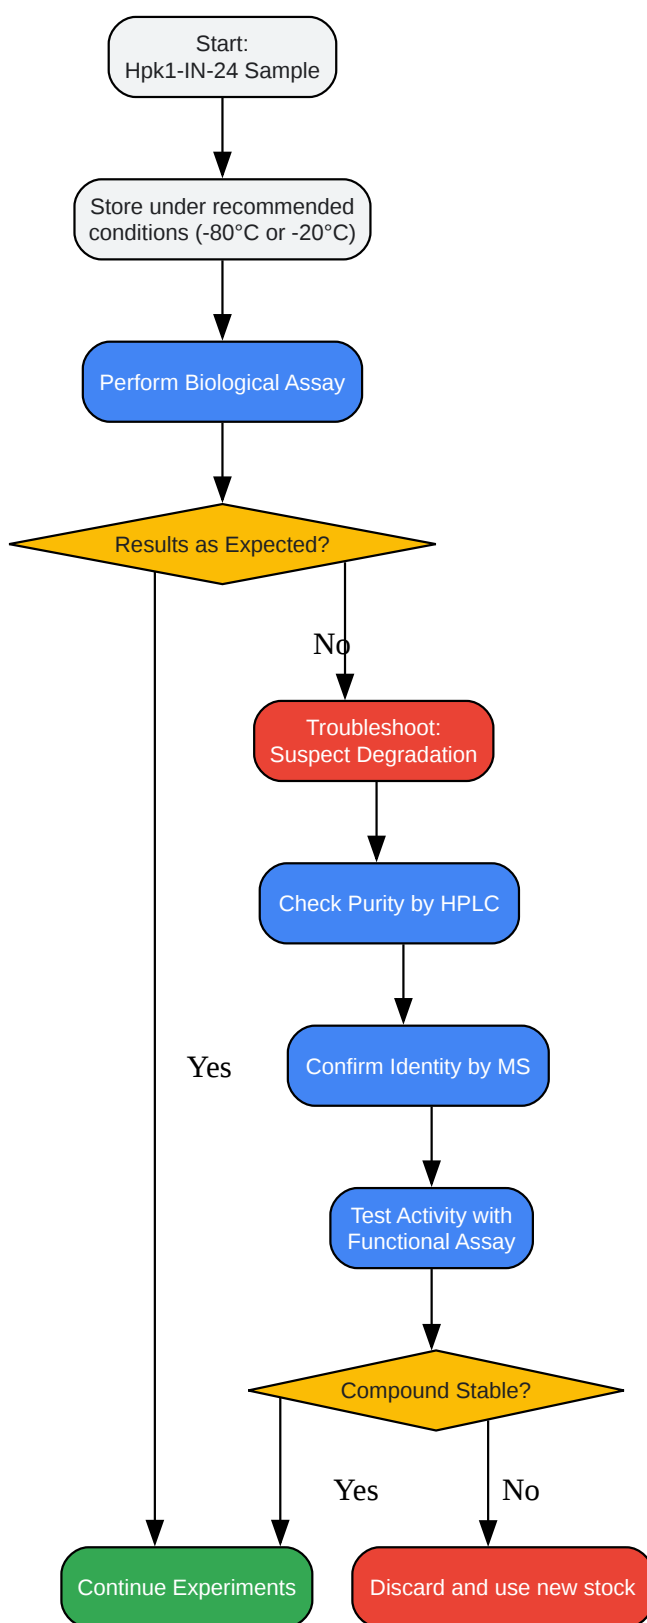 Start:
Hpk1-IN-24 Sample
Store under recommended
conditions (-80°C or -20°C)
Perform Biological Assay
Results as Expected?
No
Troubleshoot:
Suspect Degradation
Check Purity by HPLC
Yes
Confirm Identity by MS
Test Activity with
Functional Assay
Compound Stable?
Yes
No
Continue Experiments
Discard and use new stock